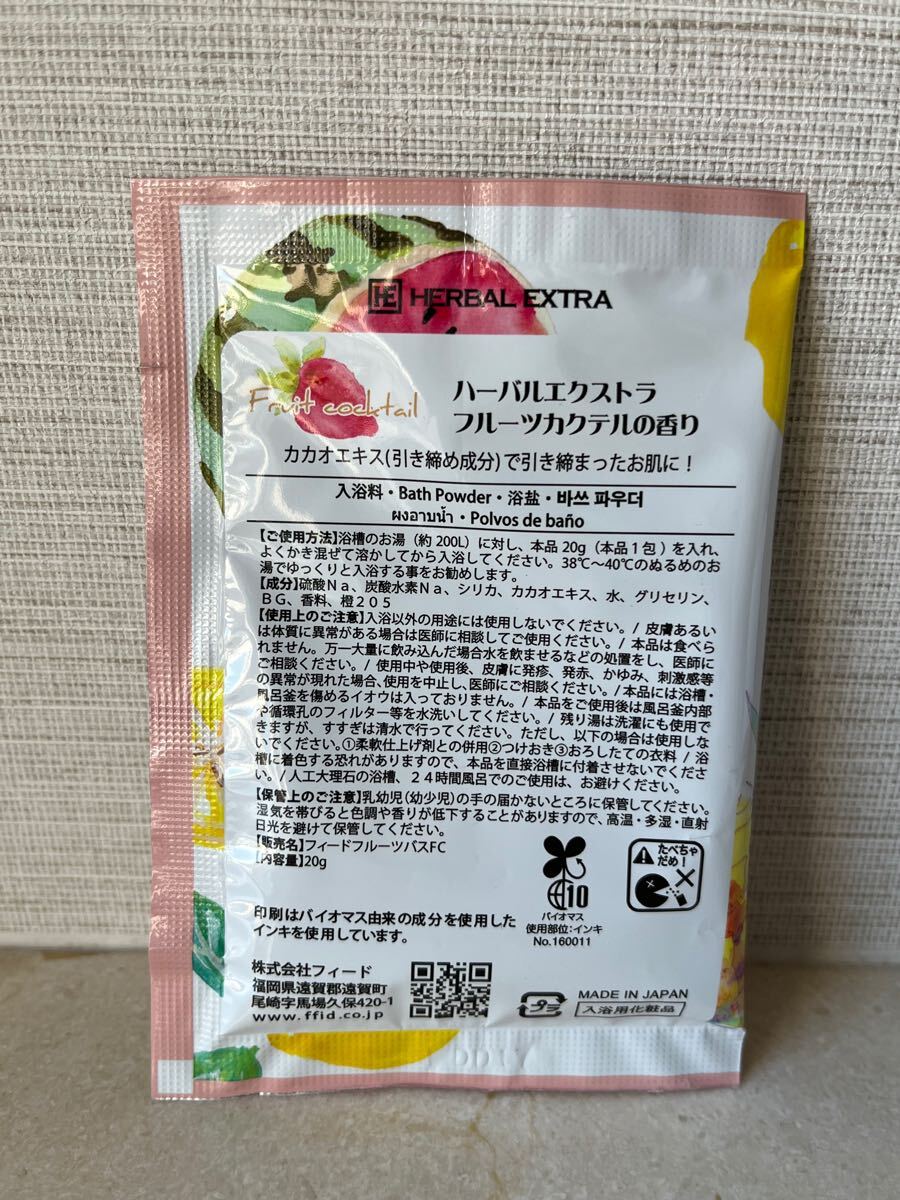 HE HERBAL EXTRA
Fruit cocktail
ハーバルエクストラ
フルーツカクテルの香り
カカオエキス(引き締め成分)で引き締まったお肌に！
入浴料・Bath Powder・浴盐・바쓰 파우더
ผงอาบน้ำ・Polvos de baño
【ご使用方法】浴槽のお湯（約200L）に対し、本品20g（本品1包）を入れ、
よくかき混ぜて溶かしてから入浴してください。38℃～40℃のぬるめのお
湯でゆっくりと入浴する事をお勧めします。
【成分】硫酸Ｎａ、炭酸水素Ｎａ、シリカ、カカオエキス、水、グリセリン、
ＢＧ、香料、橙２０５
【使用上のご注意】入浴以外の用途には使用しないでください。/ 皮膚あるい
は体質に異常がある場合は医師に相談してご使用ください。/ 本品は食べら
れません。万一大量に飲み込んだ場合水を飲ませるなどの処置をし、医師に
ご相談ください。/ 使用中や使用後、皮膚に発疹、発赤、かゆみ、刺激感等
の異常が現れた場合、使用を中止し、医師にご相談ください。/本品には浴槽・
風呂釜を傷めるイオウは入っておりません。/ 本品をご使用後は風呂釜内部
や循環孔のフィルター等を水洗いしてください。/ 残り湯は洗濯にも使用で
きますが、すすぎは清水で行ってください。ただし、以下の場合は使用しな
いでください。①柔軟仕上げ剤との併用②つけおき③おろしたての衣料 / 浴
槽に着色する恐れがありますので、本品を直接浴槽に付着させないでくださ
い。/ 人工大理石の浴槽、２４時間風呂でのご使用は、お避けください。
【保管上のご注意】乳幼児(幼少児)の手の届かないところに保管してください。
湿気を帯びると色調や香りが低下することがありますので、高温・多湿・直射
日光を避けて保管してください。
【販売名】フィードフルーツバスFC
【内容量】20g
たべちゃ
だめ！
10
バイオマス
使用部位:インキ
No.160011
印刷はバイオマス由来の成分を使用した
インキを使用しています。
株式会社フィード
福岡県遠賀郡遠賀町
尾崎字馬場久保420-1
www.ffid.co.jp
プラ
MADE IN JAPAN
入浴用化粧品